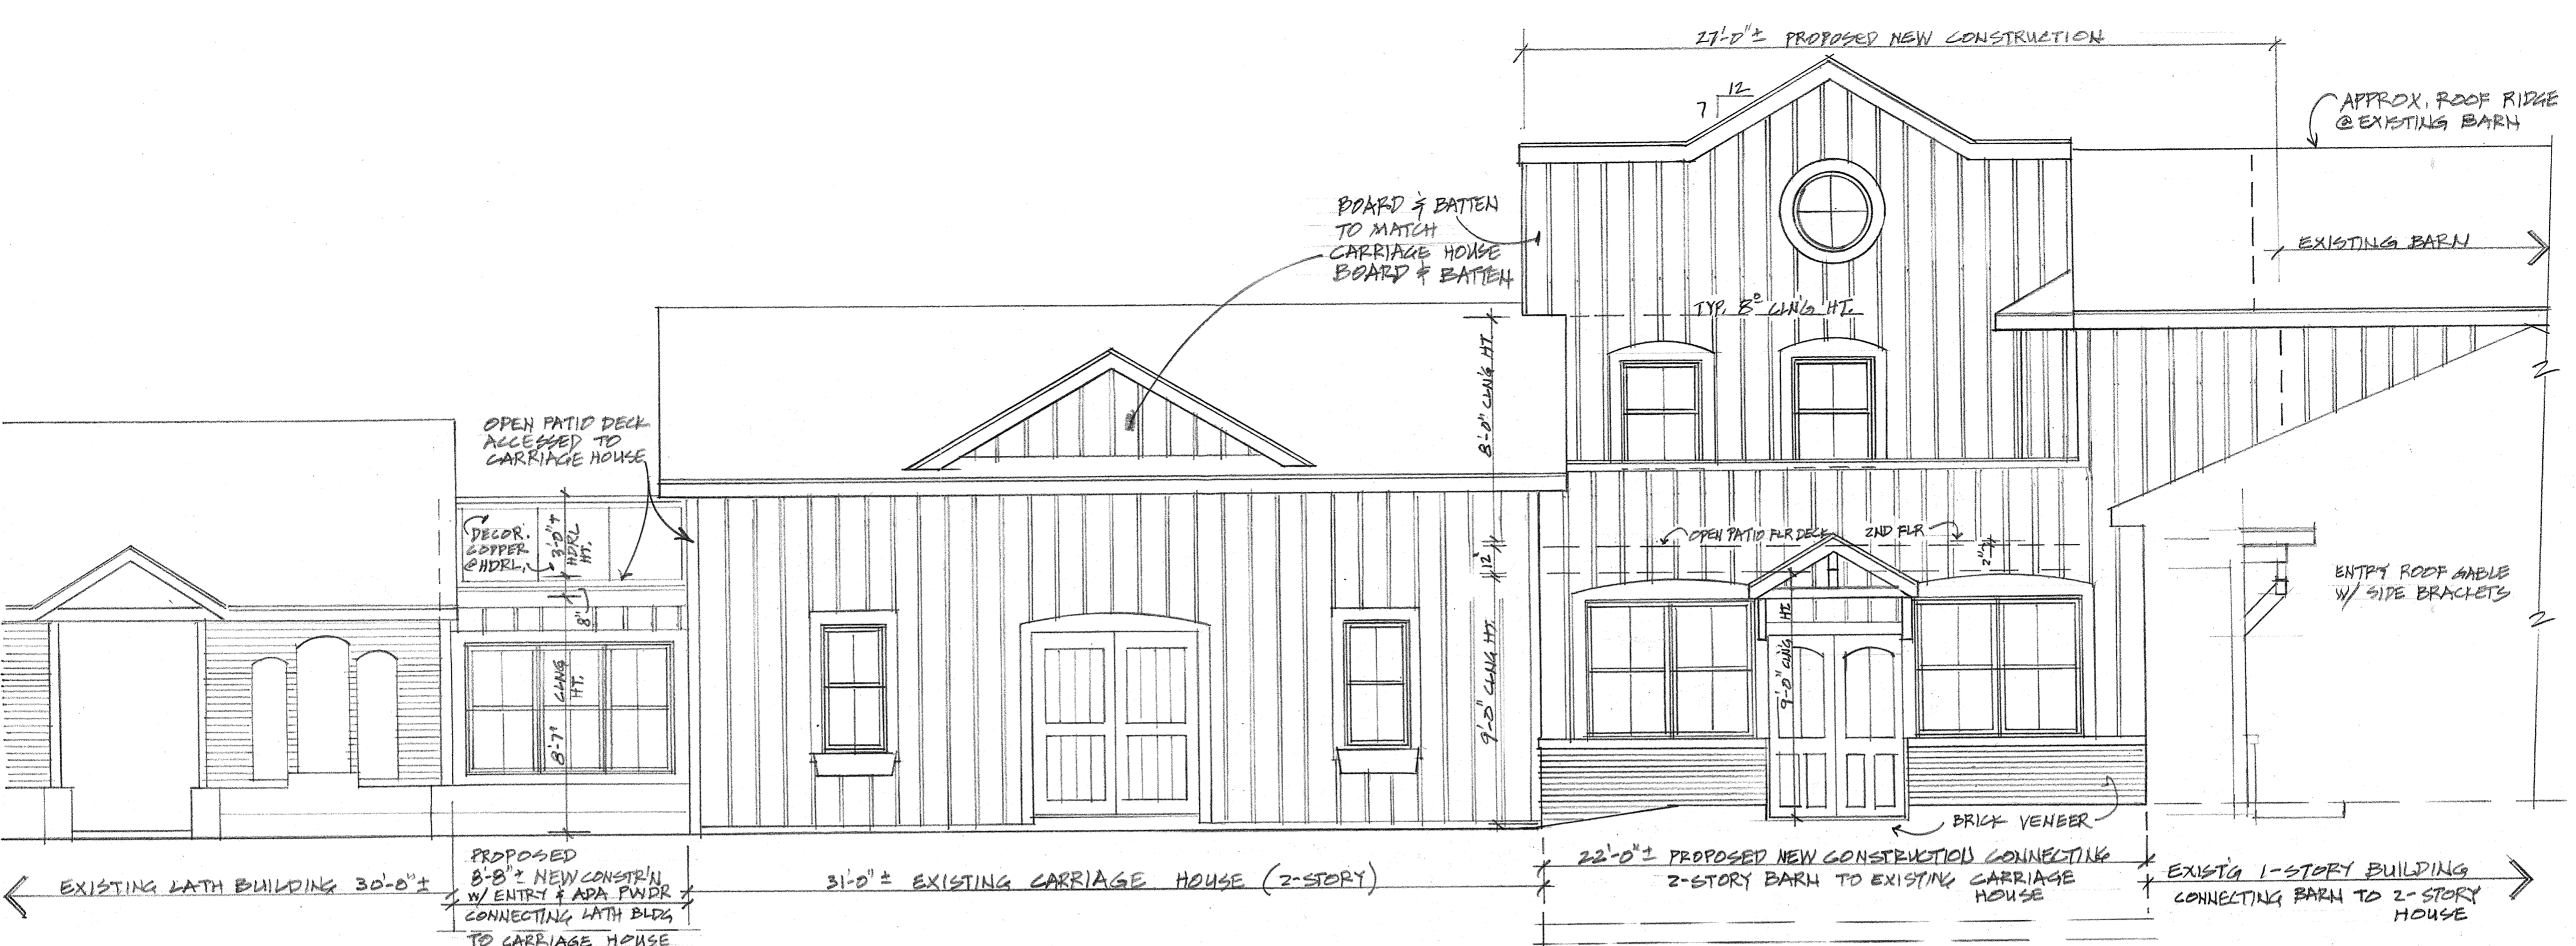 27'-0"± PROPOSED NEW CONSTRUCTION
12
7
APPROX. ROOF RIDGE
@ EXISTING BARN
BOARD & BATTEN
TO MATCH
CARRIAGE HOUSE
BOARD & BATTEN
EXISTING BARN
TYP. 8° CLN'G HT.
8'-0" CLN'G HT.
OPEN PATIO DECK
ACCESSED TO
CARRIAGE HOUSE
DECOR.
COPPER
@ HDRL.
3'-0"±
HDRL
HT.
8"
8'-7" CLNG
HT.
12"
9'-0" CLNG HT.
OPEN PATIO FLR DECK
2ND FLR
2"
9'-0" CLN'G HT
ENTRY ROOF GABLE
W/ SIDE BRACKETS
BRICK VENEER
EXISTING LATH BUILDING 30'-0"±
PROPOSED
8'-8"± NEW CONSTR'N
W/ ENTRY & ADA PWDR
CONNECTING LATH BLDG
TO CARRIAGE HOUSE
31'-0"± EXISTING CARRIAGE HOUSE (2-STORY)
22'-0"± PROPOSED NEW CONSTRUCTION CONNECTING
2-STORY BARN TO EXISTING CARRIAGE
HOUSE
EXIST'G 1-STORY BUILDING
CONNECTING BARN TO 2-STORY
HOUSE